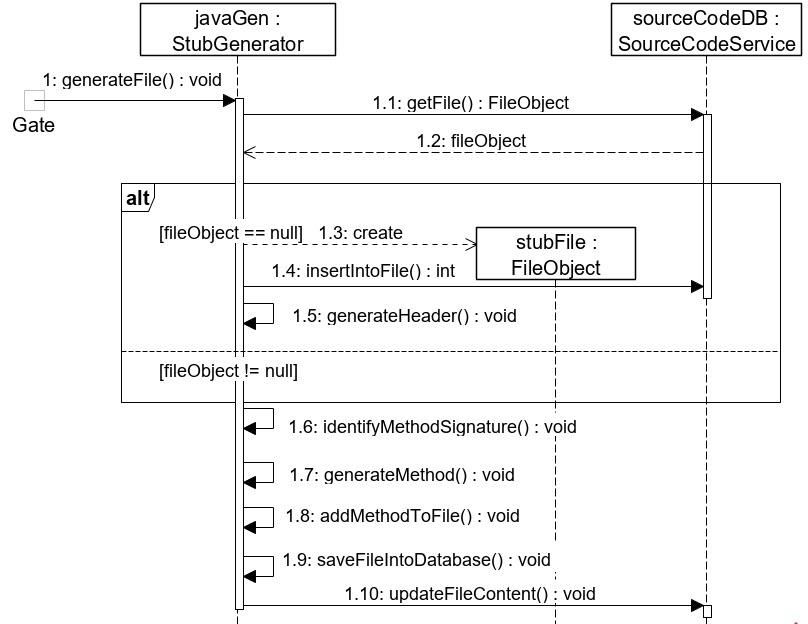 javaGen :
StubGenerator
sourceCodeDB :
SourceCodeService
1: generateFile() : void
Gate
1.1: getFile() : FileObject
1.2: fileObject
alt
[fileObject == null]
1.3: create
stubFile :
FileObject
1.4: insertIntoFile() : int
1.5: generateHeader() : void
[fileObject != null]
1.6: identifyMethodSignature() : void
1.7: generateMethod() : void
1.8: addMethodToFile() : void
1.9: saveFileIntoDatabase() : void
1.10: updateFileContent() : void